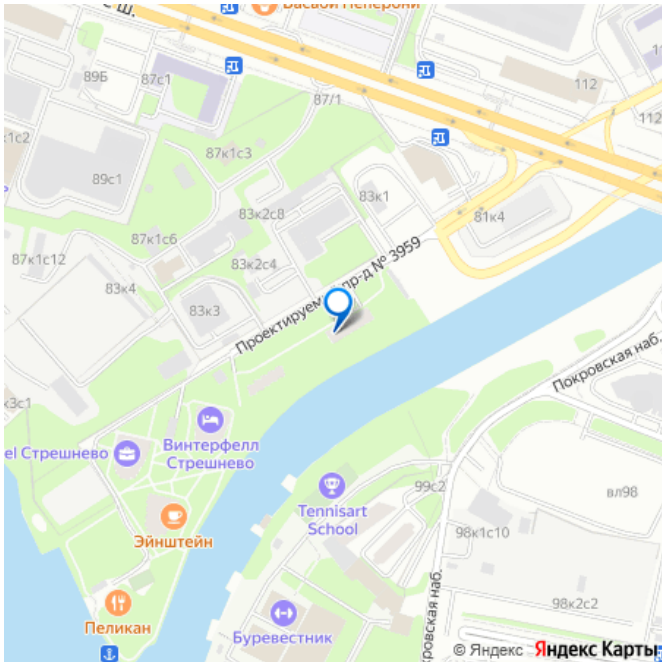 Ш.
Васаби Пеперони
89Б
87с1
87/1
112
112
1с2
87к1с3
89с1
83к1
83к2с8
81к4
87к1с6
83к2с4
87к1с12
83к4
83к3
Проектируемый пр-д № 3959
Покровская наб.
к3с1
el Стрешнево
Винтерфелл
Стрешнево
99с2
вл98
Tennisart
School
98к1с10
Эйнштейн
98к2с2
Пеликан
Буревестник
кровская наб.
© Яндекс Яндекс Карты